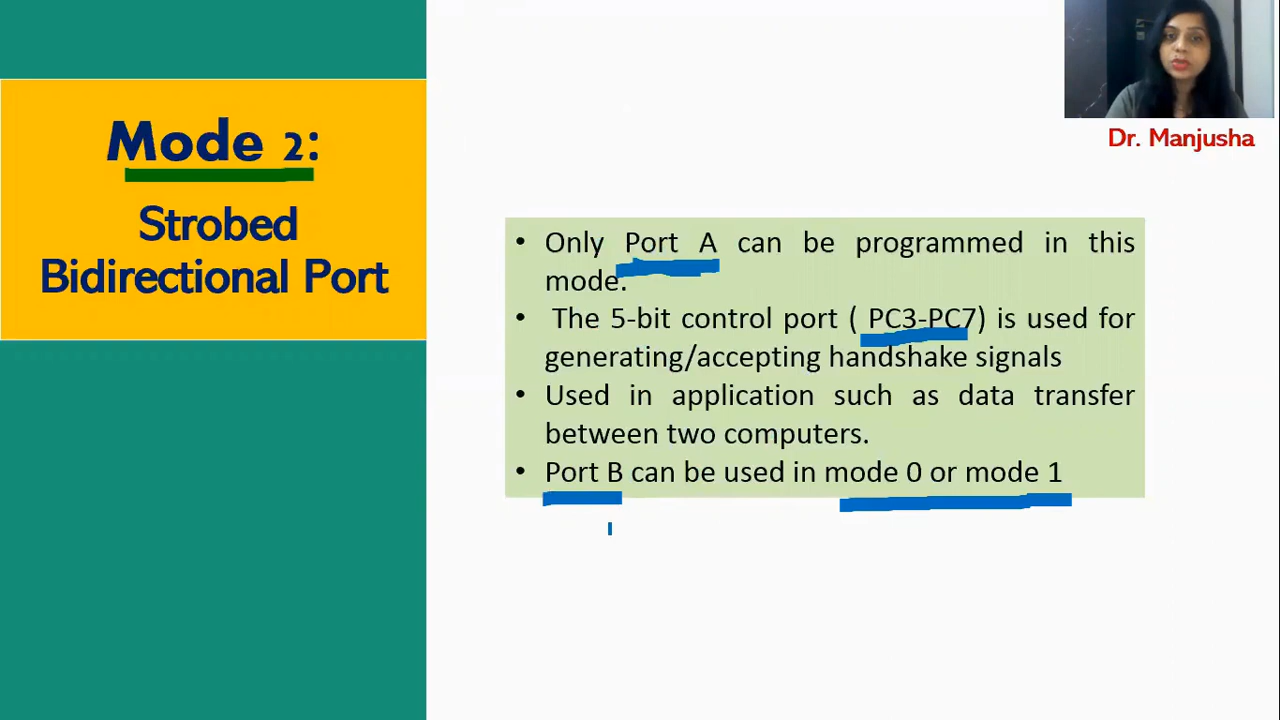 Mode 2:
Strobed
Bidirectional Port
Dr. Manjusha
• Only Port A can be programmed in this
mode.
• The 5-bit control port ( PC3-PC7) is used for
generating/accepting handshake signals
• Used in application such as data transfer
between two computers.
• Port B can be used in mode 0 or mode 1